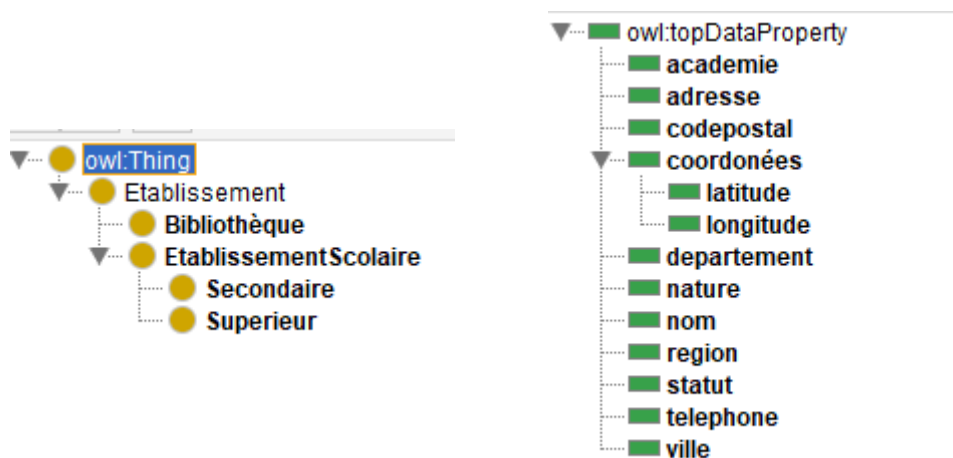 owl:Thing
Etablissement
Bibliothèque
EtablissementScolaire
Secondaire
Superieur
owl:topDataProperty
academie
adresse
codepostal
coordonées
latitude
longitude
departement
nature
nom
region
statut
telephone
ville